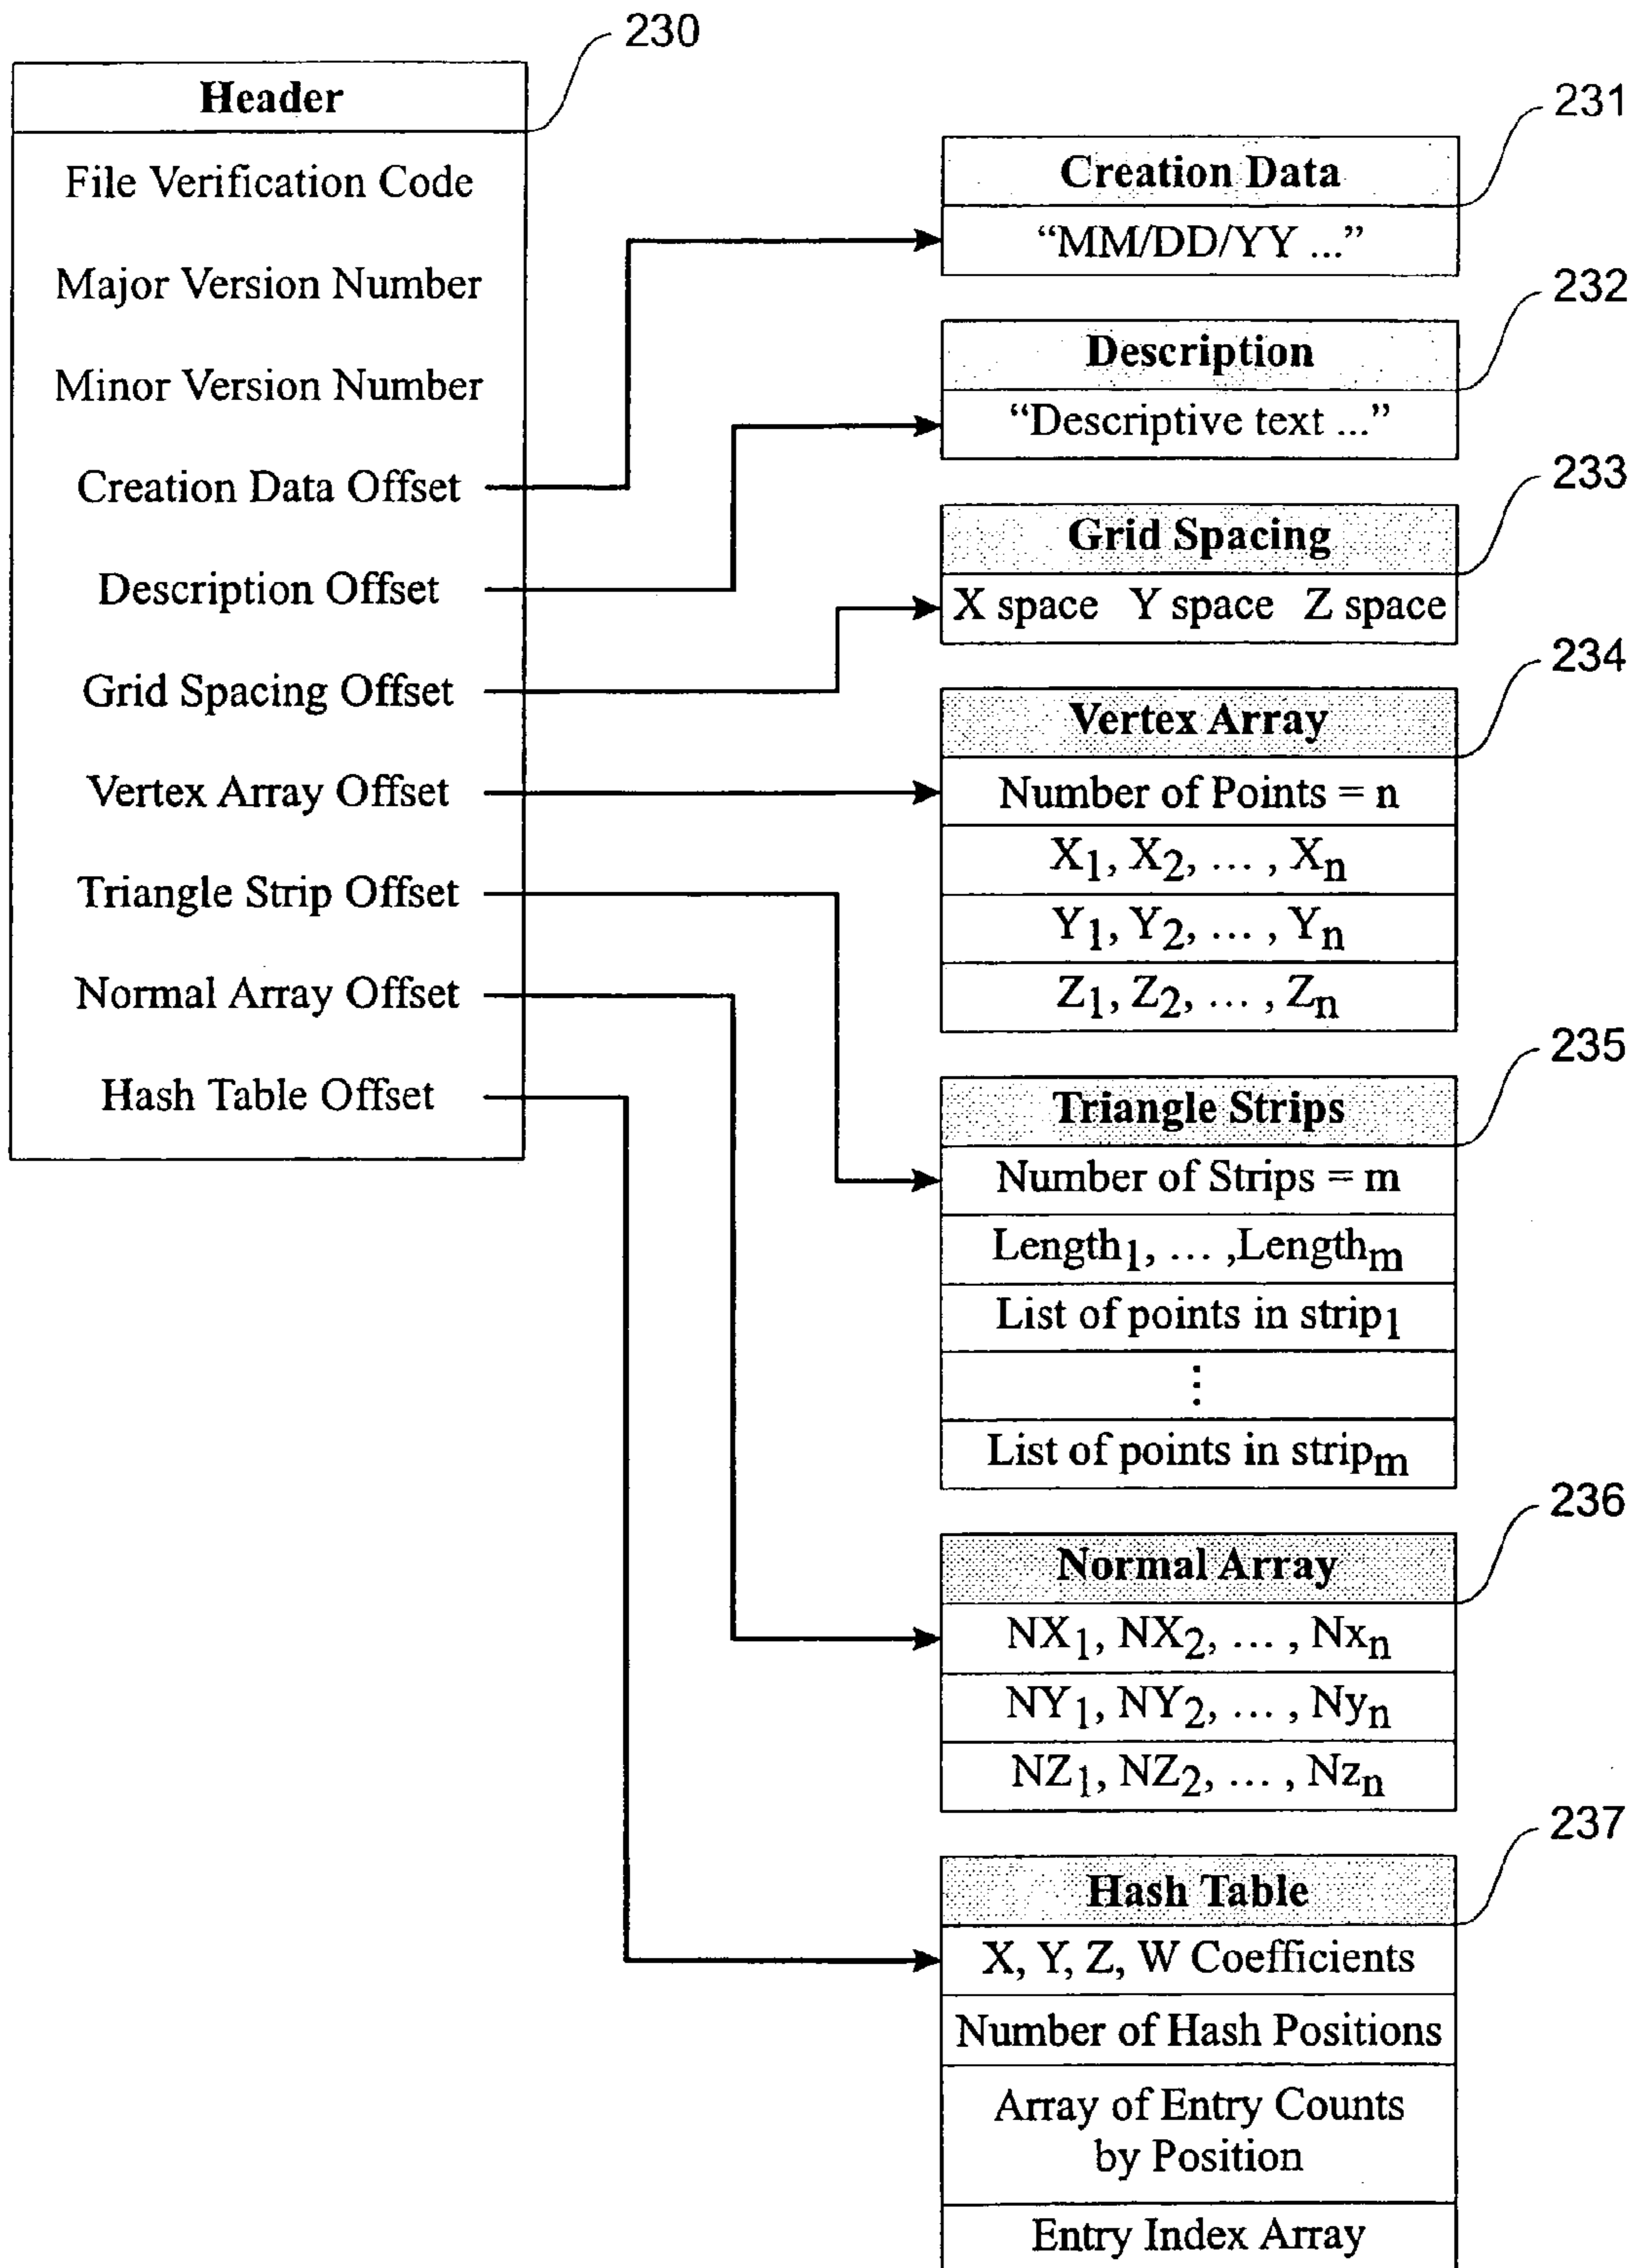 230
Header
File Verification Code
Major Version Number
Minor Version Number
Creation Data Offset
Description Offset
Grid Spacing Offset
Vertex Array Offset
Triangle Strip Offset
Normal Array Offset
Hash Table Offset
231
Creation Data
“MM/DD/YY ...”
232
Description
“Descriptive text ...”
233
Grid Spacing
X space Y space Z space
234
Vertex Array
Number of Points = n
X1, X2, ... , Xn
Y1, Y2, ... , Yn
Z1, Z2, ... , Zn
235
Triangle Strips
Number of Strips = m
Length1, ... ,Lengthm
List of points in strip1
⋮
List of points in stripm
236
Normal Array
NX1, NX2, ... , Nxn
NY1, NY2, ... , Nyn
NZ1, NZ2, ... , Nzn
237
Hash Table
X, Y, Z, W Coefficients
Number of Hash Positions
Array of Entry Counts
by Position
Entry Index Array